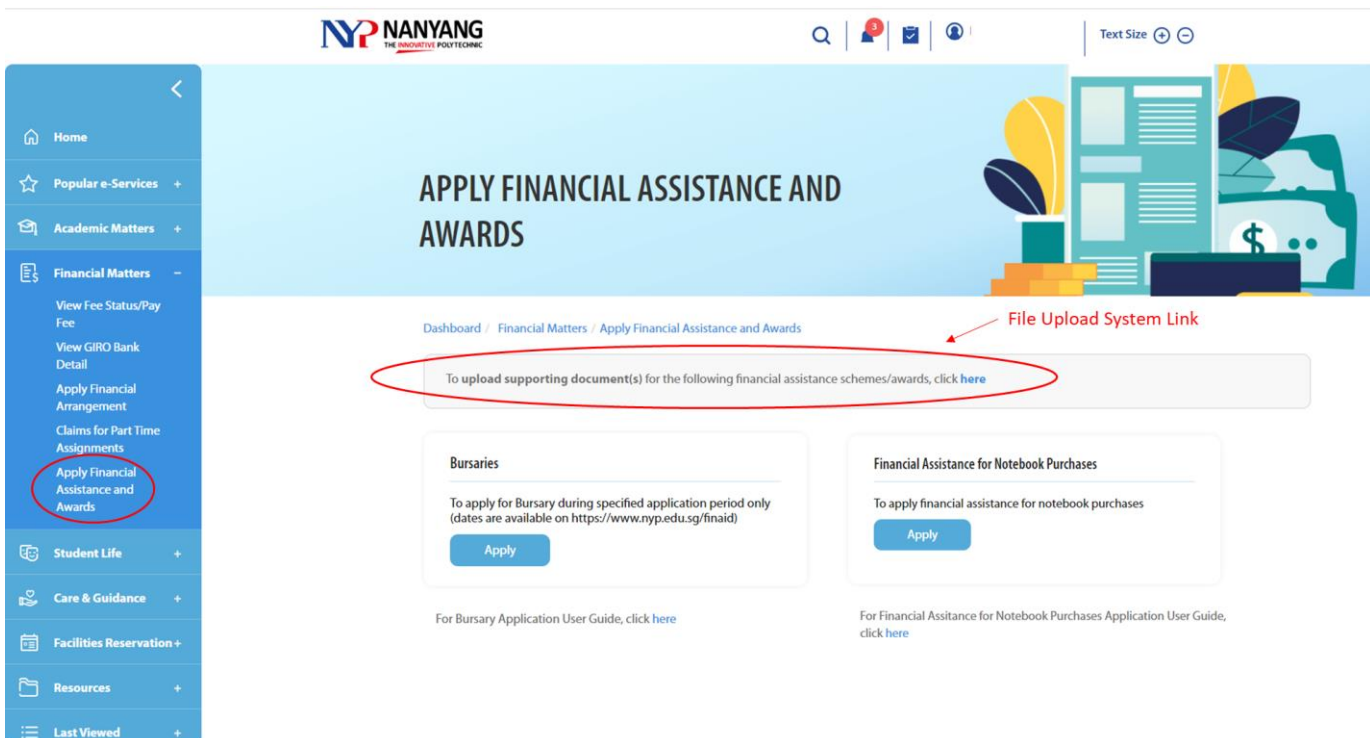 NYP NANYANG
THE INNOVATIVE POLYTECHNIC
3
Text Size + −
Home
Popular e-Services +
Academic Matters +
Financial Matters −
View Fee Status/Pay
Fee
View GIRO Bank
Detail
Apply Financial
Arrangement
Claims for Part Time
Assignments
Apply Financial
Assistance and
Awards
Student Life +
Care & Guidance +
Facilities Reservation +
Resources +
Last Viewed +
APPLY FINANCIAL ASSISTANCE AND
AWARDS
$
Dashboard / Financial Matters / Apply Financial Assistance and Awards
File Upload System Link
To upload supporting document(s) for the following financial assistance schemes/awards, click here
Bursaries
To apply for Bursary during specified application period only
(dates are available on https://www.nyp.edu.sg/finaid)
Apply
For Bursary Application User Guide, click here
Financial Assistance for Notebook Purchases
To apply financial assistance for notebook purchases
Apply
For Financial Assitance for Notebook Purchases Application User Guide,
click here